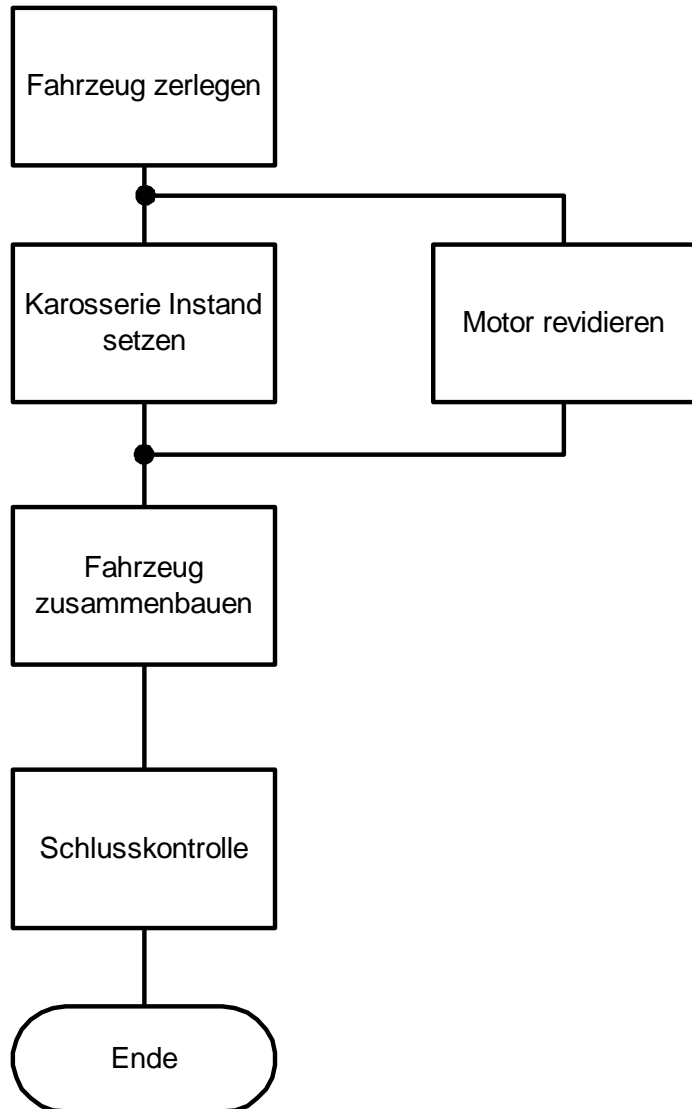 Fahrzeug zerlegen
Karosserie Instand
setzen
Motor revidieren
Fahrzeug
zusammenbauen
Schlusskontrolle
Ende